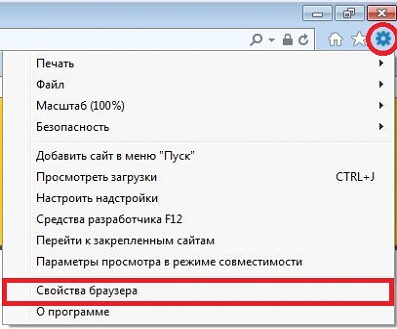 Печать
Файл
Масштаб (100%)
Безопасность
Добавить сайт в меню "Пуск"
Просмотреть загрузки CTRL+J
Настроить надстройки
Средства разработчика F12
Перейти к закрепленным сайтам
Параметры просмотра в режиме совместимости
Свойства браузера
О программе